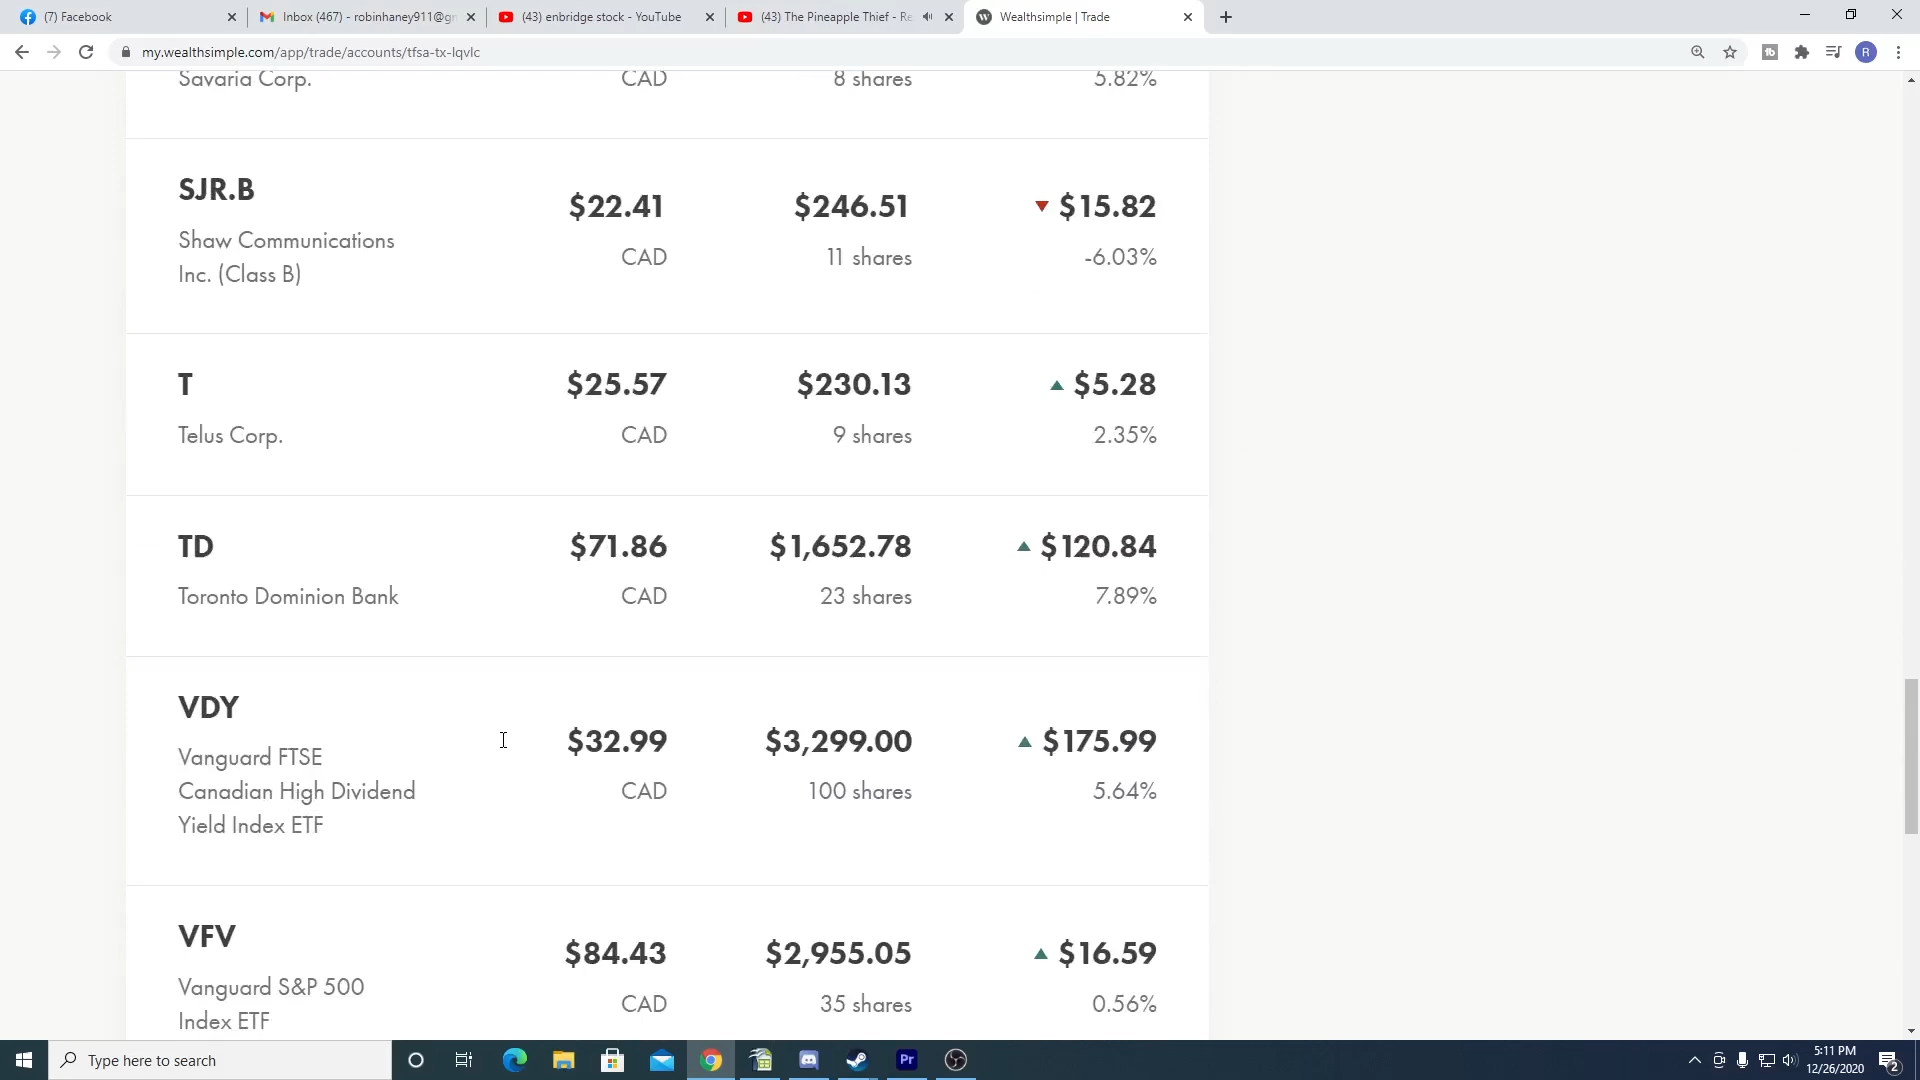 (7) Facebook
Inbox (467) - robinhaney911@gm
(43) enbridge stock - YouTube
(43) The Pineapple Thief - Re
Wealthsimple | Trade
my.wealthsimple.com/app/trade/accounts/tfsa-tx-lqvlc
R
Savaria Corp. CAD 8 shares 5.82%
SJR.B $22.41 $246.51 $15.82
Shaw Communications
Inc. (Class B)
CAD 11 shares -6.03%
T $25.57 $230.13 $5.28
Telus Corp. CAD 9 shares 2.35%
TD $71.86 $1,652.78 $120.84
Toronto Dominion Bank CAD 23 shares 7.89%
VDY
Vanguard FTSE
Canadian High Dividend
Yield Index ETF
$32.99 $3,299.00 $175.99
CAD 100 shares 5.64%
VFV
Vanguard S&P 500
Index ETF
$84.43 $2,955.05 $16.59
CAD 35 shares 0.56%
Type here to search
Pr
5:11 PM
12/26/2020
2